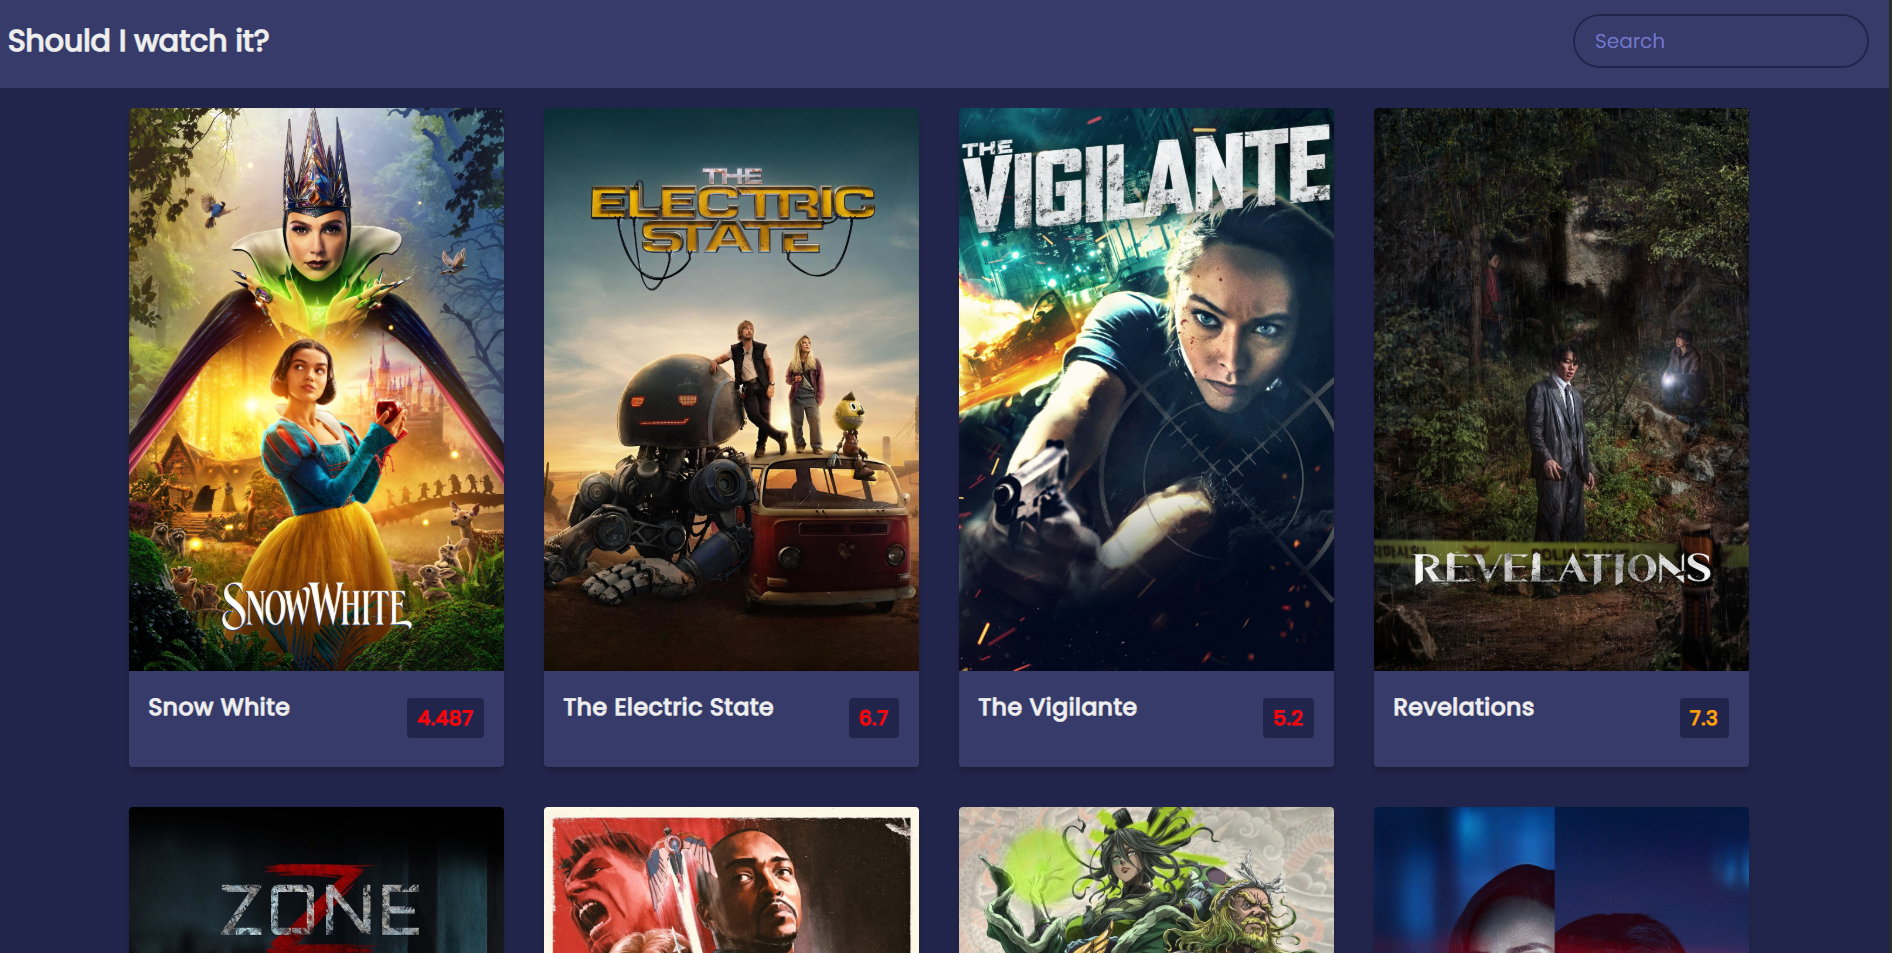 Should I watch it?
Search
THE
ELECTRIC
STATE
THE
VIGILANTE
SNOW WHITE
REVELATIONS
Snow White
4.487
The Electric State
6.7
The Vigilante
5.2
Revelations
7.3
ZONE